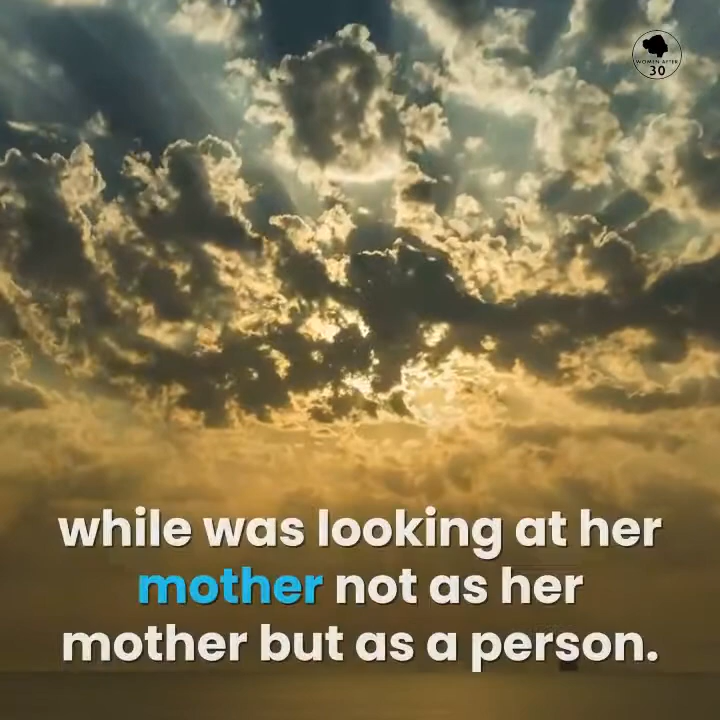 WOMEN AFTER
30
while was looking at her
mother not as her
mother but as a person.